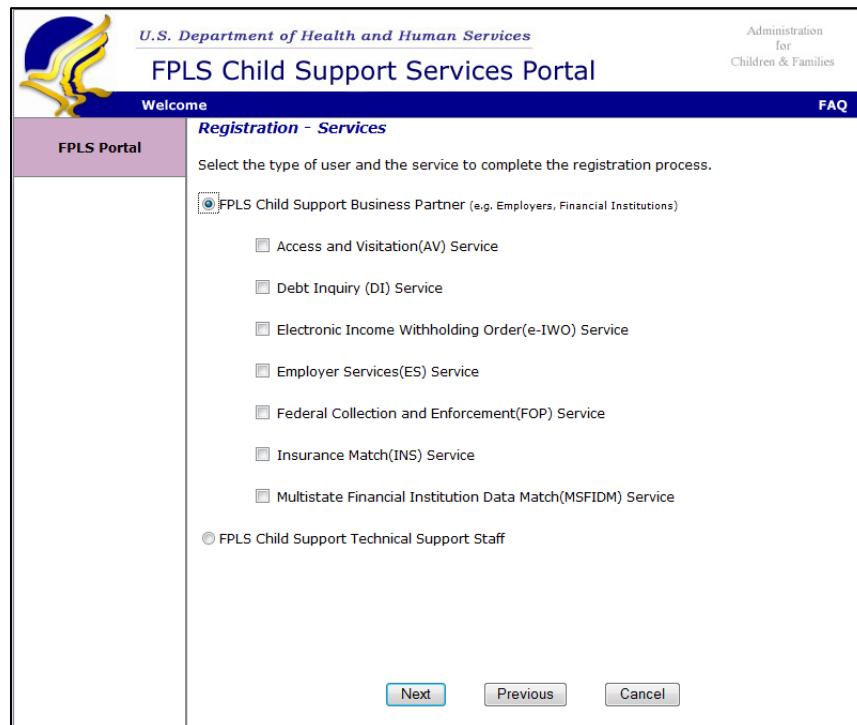 U.S. Department of Health and Human Services
FPLS Child Support Services Portal
Administration
for
Children & Families
Welcome
FAQ
FPLS Portal
Registration - Services
Select the type of user and the service to complete the registration process.
FPLS Child Support Business Partner (e.g. Employers, Financial Institutions)
Access and Visitation(AV) Service
Debt Inquiry (DI) Service
Electronic Income Withholding Order(e-IWO) Service
Employer Services(ES) Service
Federal Collection and Enforcement(FOP) Service
Insurance Match(INS) Service
Multistate Financial Institution Data Match(MSFIDM) Service
FPLS Child Support Technical Support Staff
Next
Previous
Cancel